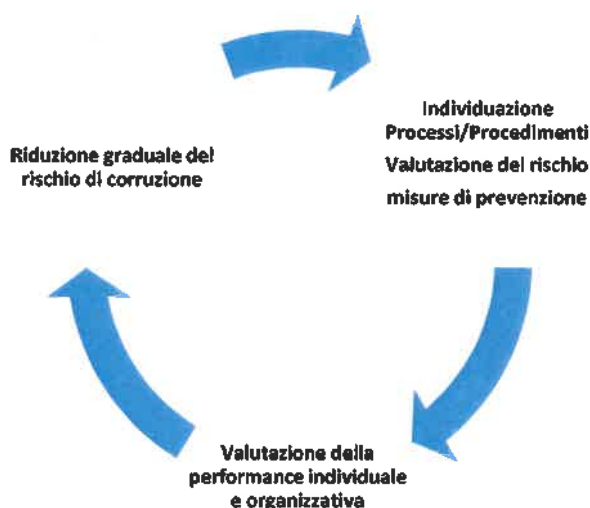 Individuazione
Processi/Procedimenti
Valutazione del rischio
misure di prevenzione
Valutazione della
performance individuale
e organizzativa
Riduzione graduale del
rischio di corruzione